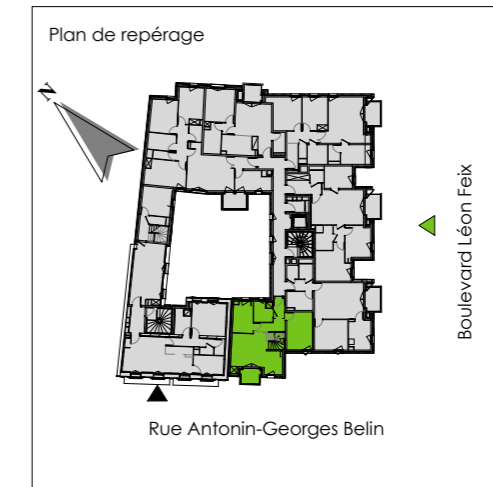 Plan de repérage
N
Boulevard Léon Feix
Rue Antonin-Georges Belin